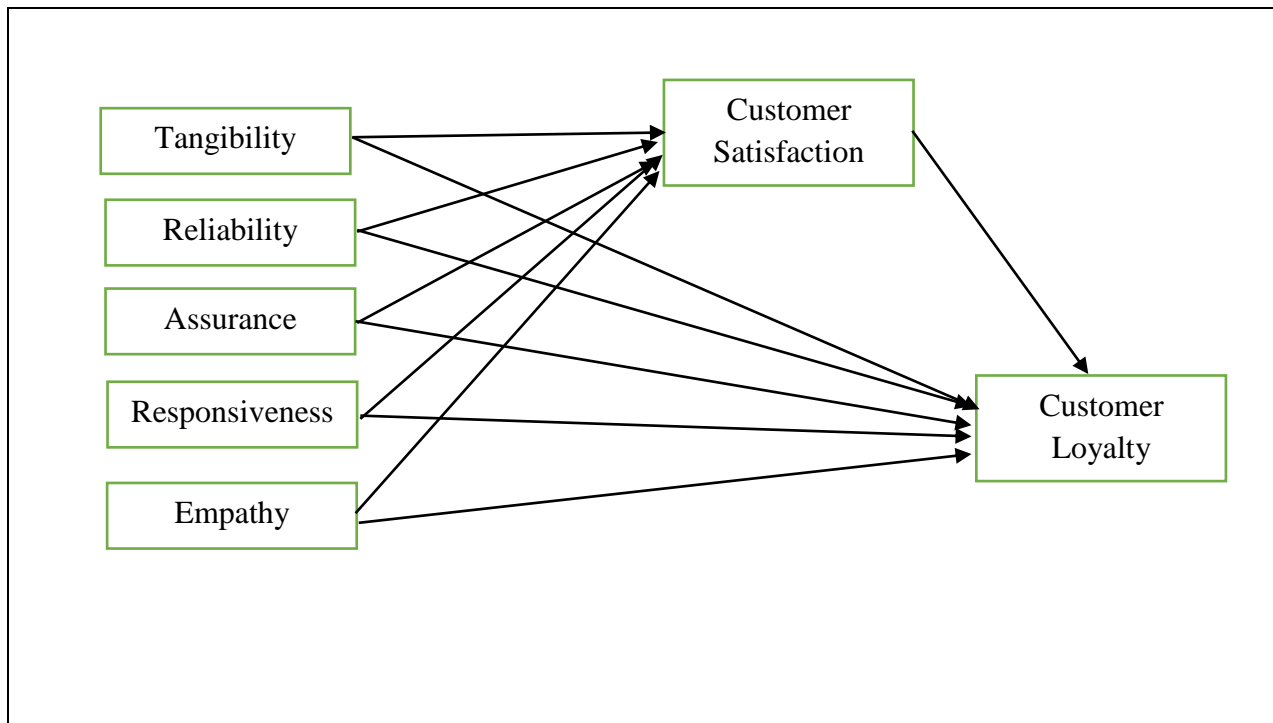 Tangibility
Reliability
Assurance
Responsiveness
Empathy
Customer
Satisfaction
Customer
Loyalty